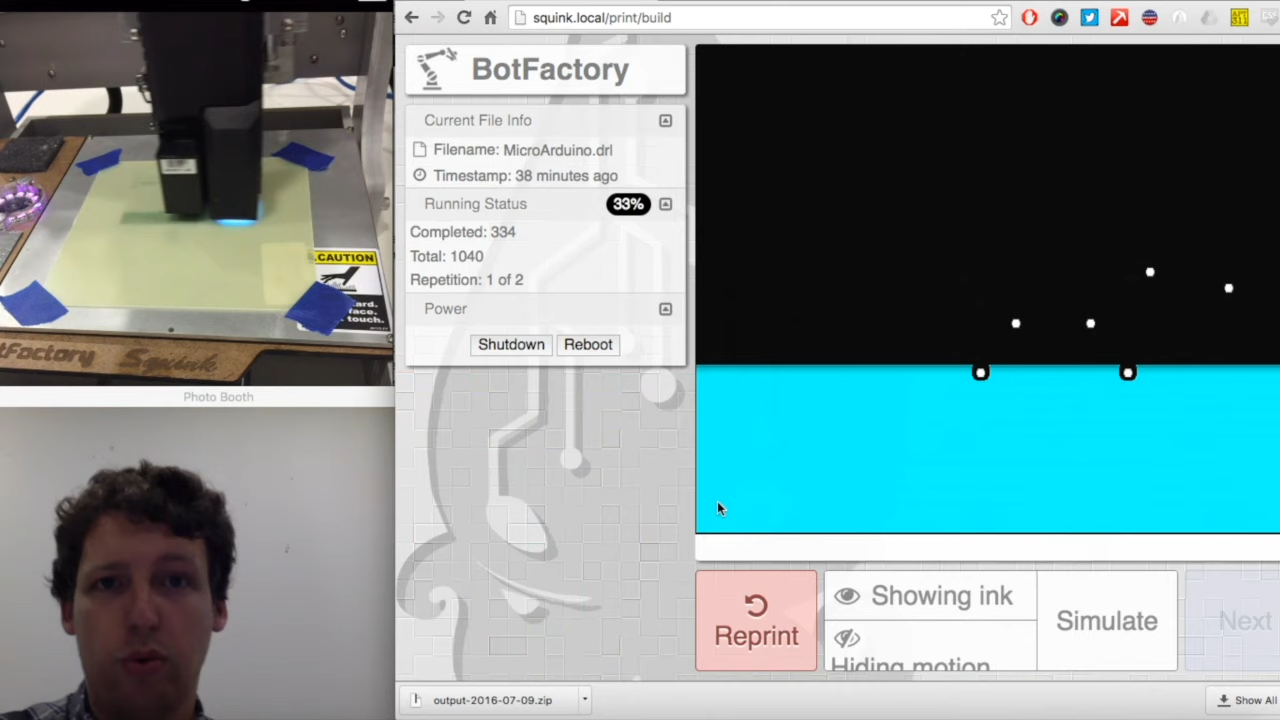 squink.local/print/build
BotFactory
Current File Info
Filename: MicroArduino.drl
Timestamp: 38 minutes ago
Running Status 33%
Completed: 334
Total: 1040
Repetition: 1 of 2
Power
Shutdown Reboot
CAUTION
touch.
otFactory Squink
Photo Booth
Reprint
Showing ink
Hiding motion
Simulate
Next
output-2016-07-09.zip
Show All